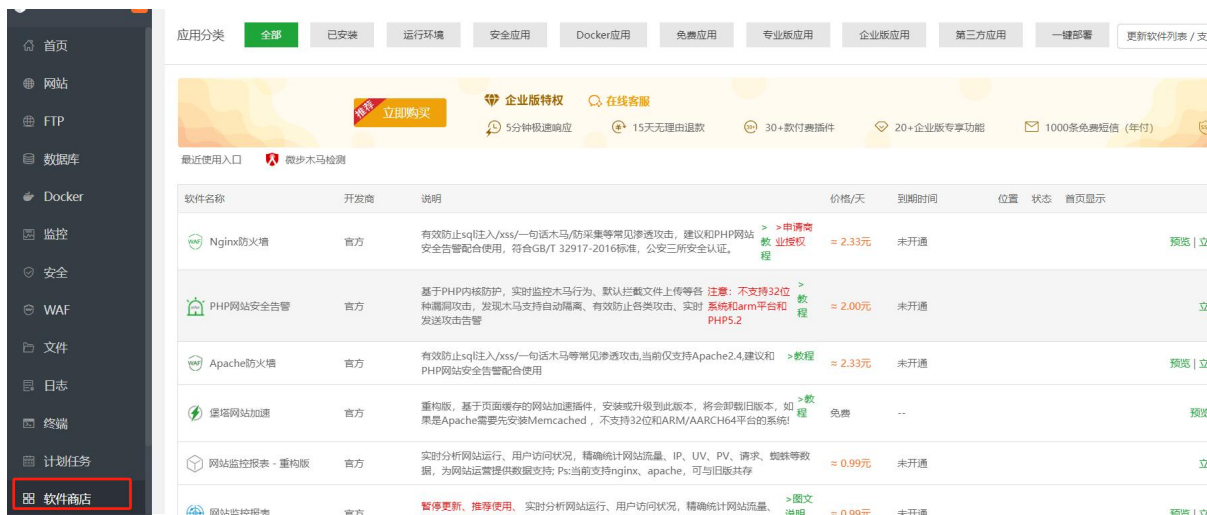 首页
网站
FTP
数据库
Docker
监控
安全
WAF
文件
日志
终端
计划任务
软件商店
应用分类 全部 已安装 运行环境 安全应用 Docker应用 免费应用 专业版应用 企业版应用 第三方应用 一键部署 更新软件列表 / 支
推荐 立即购买
企业版特权 在线客服
5分钟极速响应 15天无理由退款 30+款付费插件 20+企业版专享功能 1000条免费短信 (年付)
最近使用入口 微步木马检测
软件名称 开发商 说明 价格/天 到期时间 位置 状态 首页显示
Nginx防火墙 官方 有效防止sql注入/xss/一句话木马/防采集等常见渗透攻击，建议和PHP网站
安全告警配合使用，符合GB/T 32917-2016标准，公安三所安全认证。 >教程 >申请商业授权 ≈ 2.33元 未开通 预览 | 立
PHP网站安全告警 官方 基于PHP内核防护，实时监控木马行为、默认拦截文件上传等各
种漏洞攻击，发现木马支持自动隔离、有效防止各类攻击、实时
发送攻击告警 注意：不支持32位
系统和arm平台和
PHP5.2 >教程 ≈ 2.00元 未开通 立
Apache防火墙 官方 有效防止sql注入/xss/一句话木马等常见渗透攻击,当前仅支持Apache2.4,建议和
PHP网站安全告警配合使用 >教程 ≈ 2.33元 未开通 预览 | 立
堡塔网站加速 官方 重构版，基于页面缓存的网站加速插件，安装或升级到此版本，将会卸载旧版本，如
果是Apache需要先安装Memcached ，不支持32位和ARM/AARCH64平台的系统! >教程 免费 -- 预览
网站监控报表 - 重构版 官方 实时分析网站运行、用户访问状况，精确统计网站流量、IP、UV、PV、请求、蜘蛛等数
据，为网站运营提供数据支持; Ps:当前支持nginx、apache，可与旧版共存 ≈ 0.99元 未开通 立
网站监控报表 官方 暂停更新、推荐使用、 实时分析网站运行、用户访问状况，精确统计网站流量、 >图文
说明 ≈ 0.99元 未开通 预览 | 立